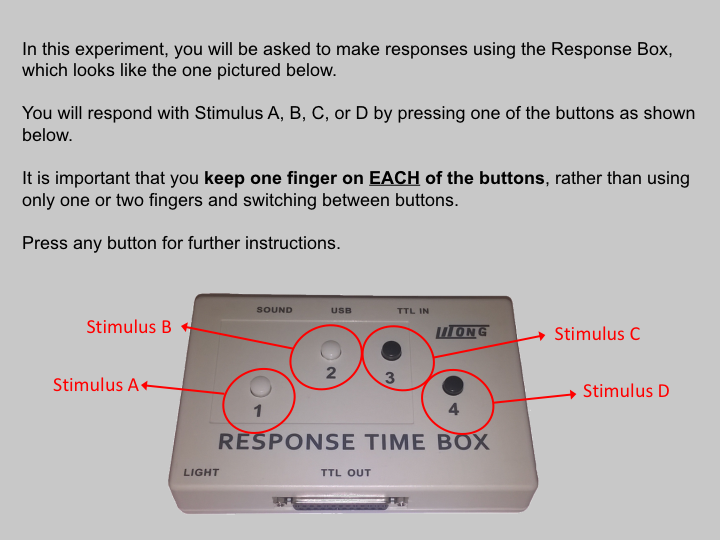 In this experiment, you will be asked to make responses using the Response Box,
which looks like the one pictured below.
You will respond with Stimulus A, B, C, or D by pressing one of the buttons as shown
below.
It is important that you keep one finger on EACH of the buttons, rather than using
only one or two fingers and switching between buttons.
Press any button for further instructions.
SOUND USB TTL IN
Stimulus B
Stimulus C
2
3
Stimulus A
Stimulus D
1
4
RESPONSE TIME BOX
LIGHT TTL OUT